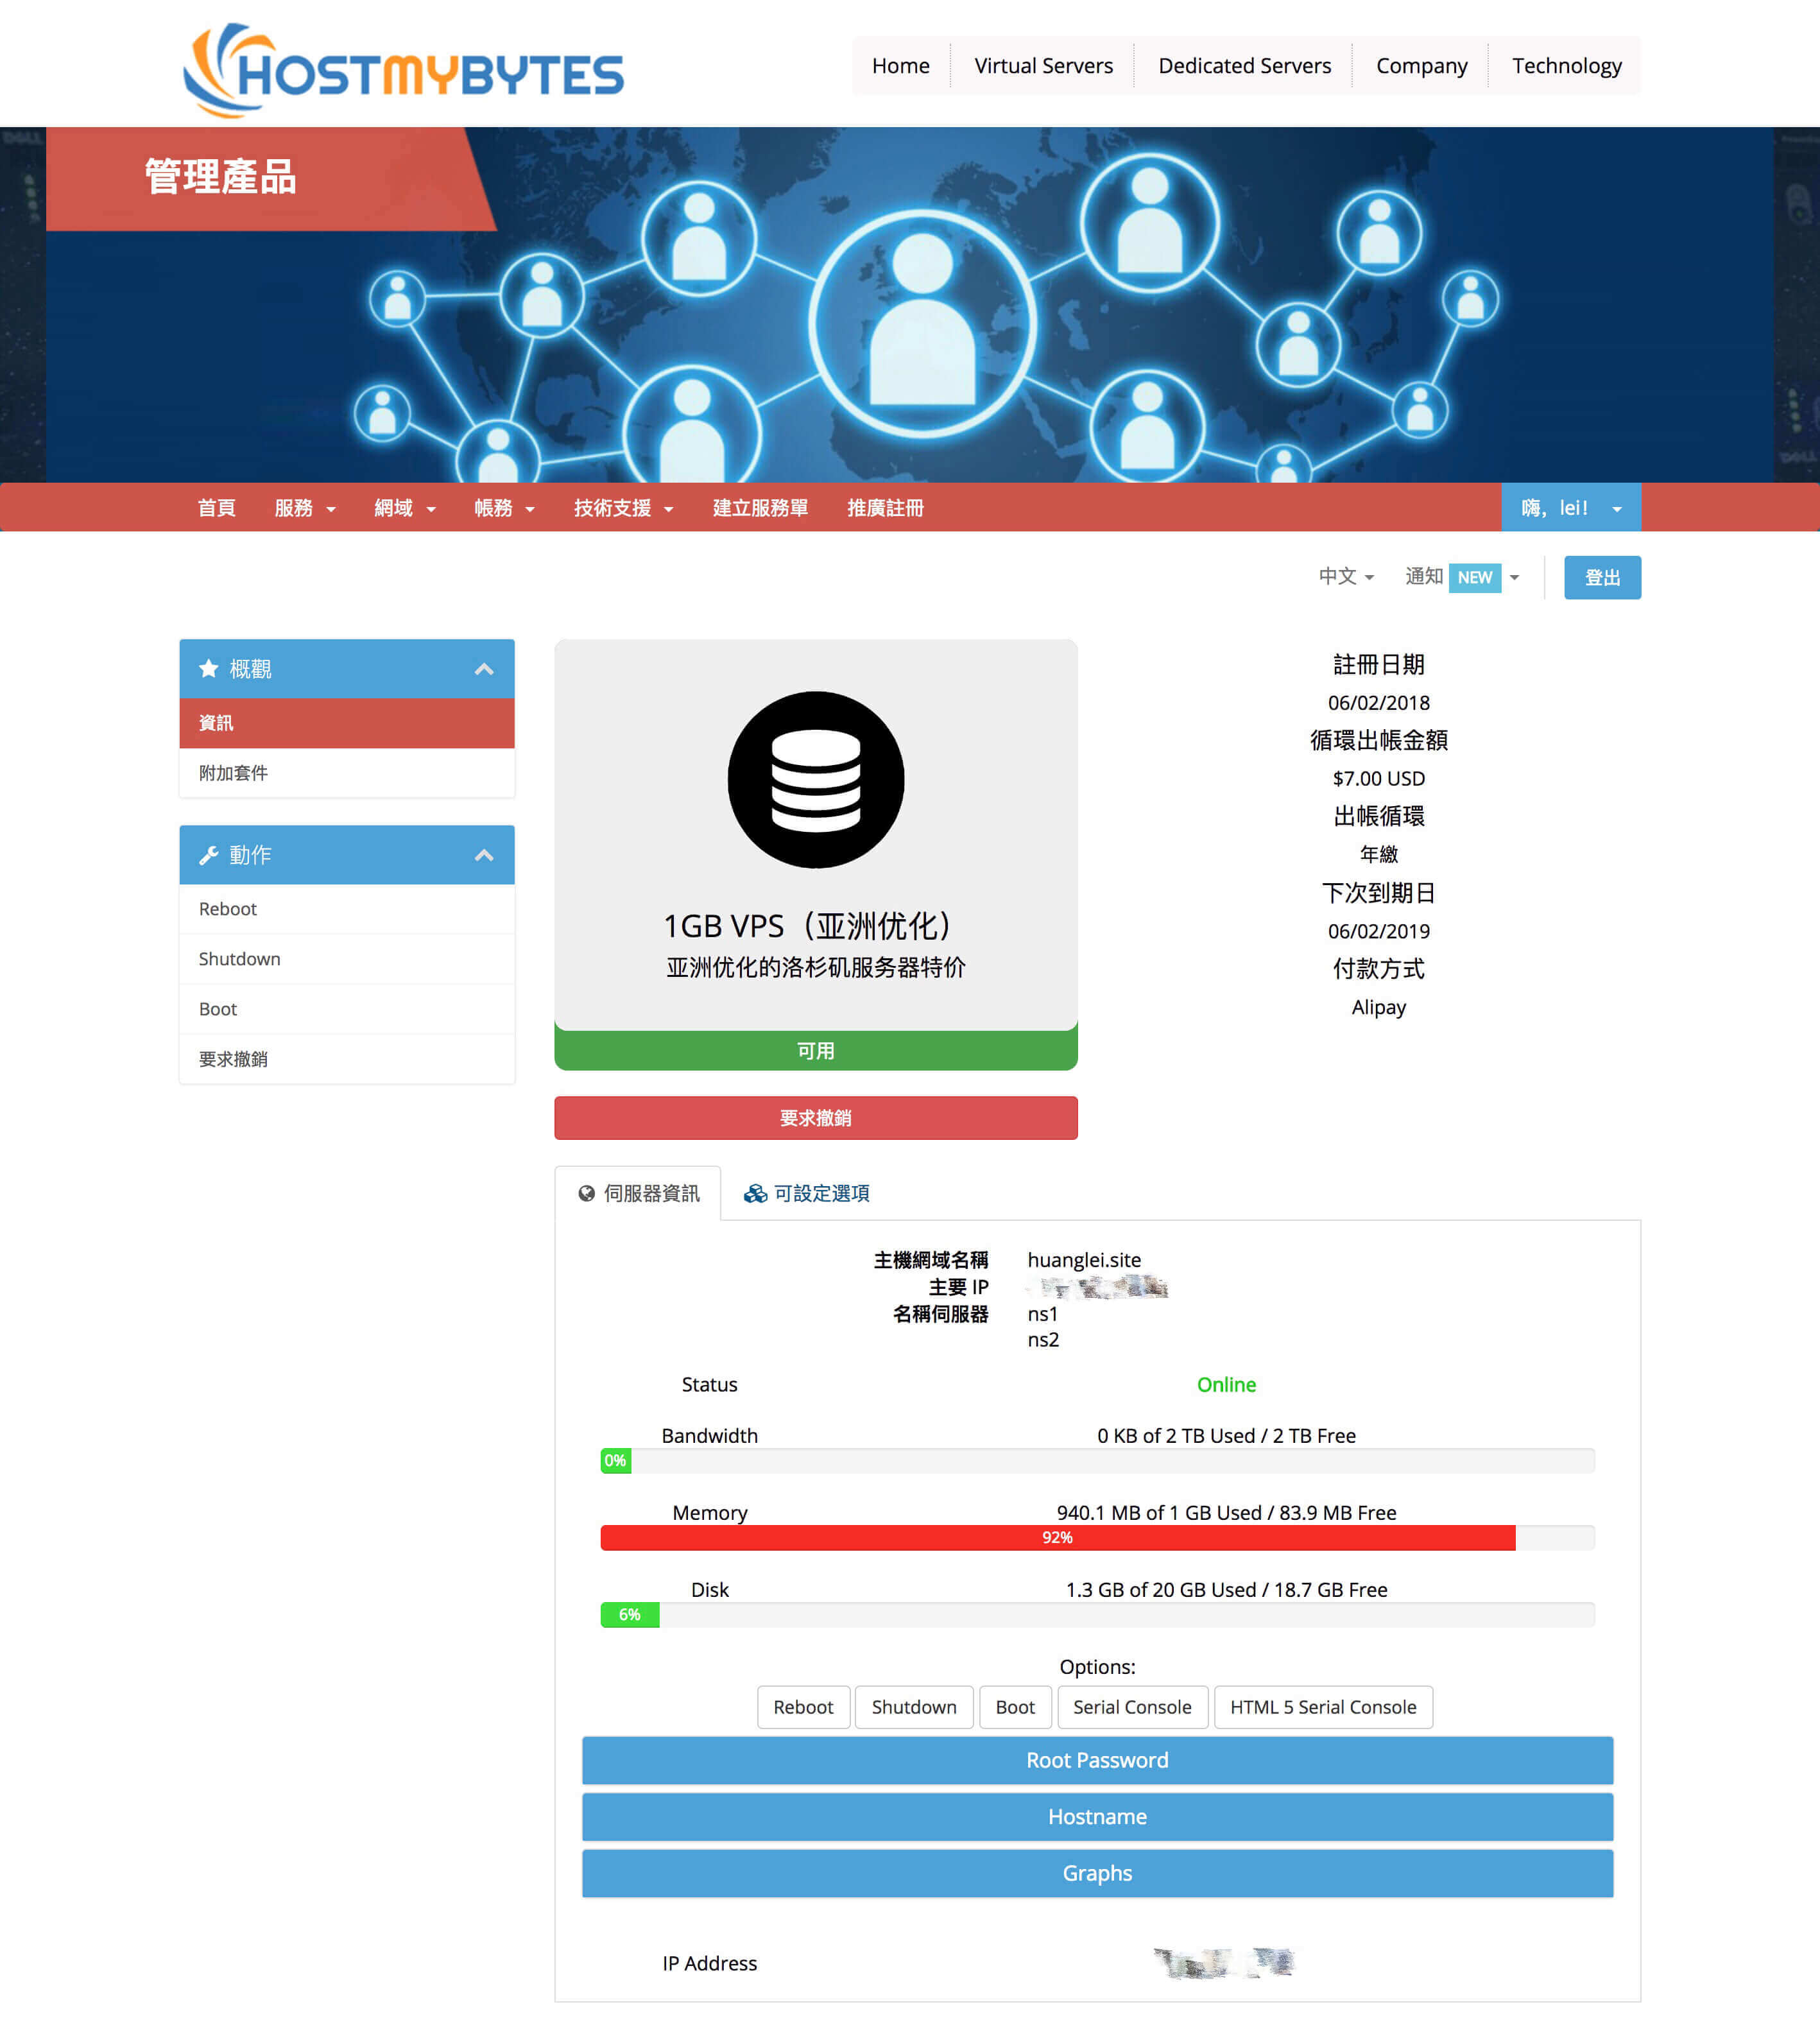 HOSTMYBYTES
Home Virtual Servers Dedicated Servers Company Technology
管理產品
首頁 服務 網域 帳務 技術支援 建立服務單 推廣註冊 嗨，lei！
中文 通知 NEW 登出
概觀
資訊
附加套件
動作
Reboot
Shutdown
Boot
要求撤銷
1GB VPS（亚洲优化）
亚洲优化的洛杉矶服务器特价
可用
要求撤銷
註冊日期
06/02/2018
循環出帳金額
$7.00 USD
出帳循環
年繳
下次到期日
06/02/2019
付款方式
Alipay
伺服器資訊 可設定選項
主機網域名稱 huanglei.site
主要 IP
名稱伺服器 ns1
ns2
Status Online
Bandwidth 0 KB of 2 TB Used / 2 TB Free
0%
Memory 940.1 MB of 1 GB Used / 83.9 MB Free
92%
Disk 1.3 GB of 20 GB Used / 18.7 GB Free
6%
Options:
Reboot Shutdown Boot Serial Console HTML 5 Serial Console
Root Password
Hostname
Graphs
IP Address